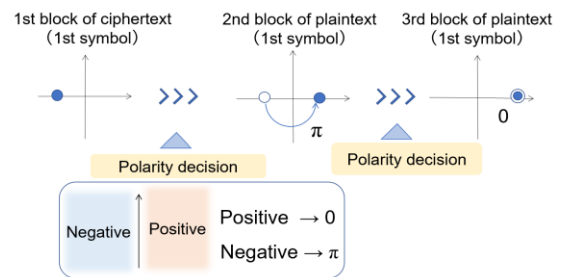 1st block of ciphertext
（1st symbol）
2nd block of plaintext
（1st symbol）
3rd block of plaintext
（1st symbol）
π
0
Polarity decision
Polarity decision
Negative
Positive
Positive → 0
Negative → π